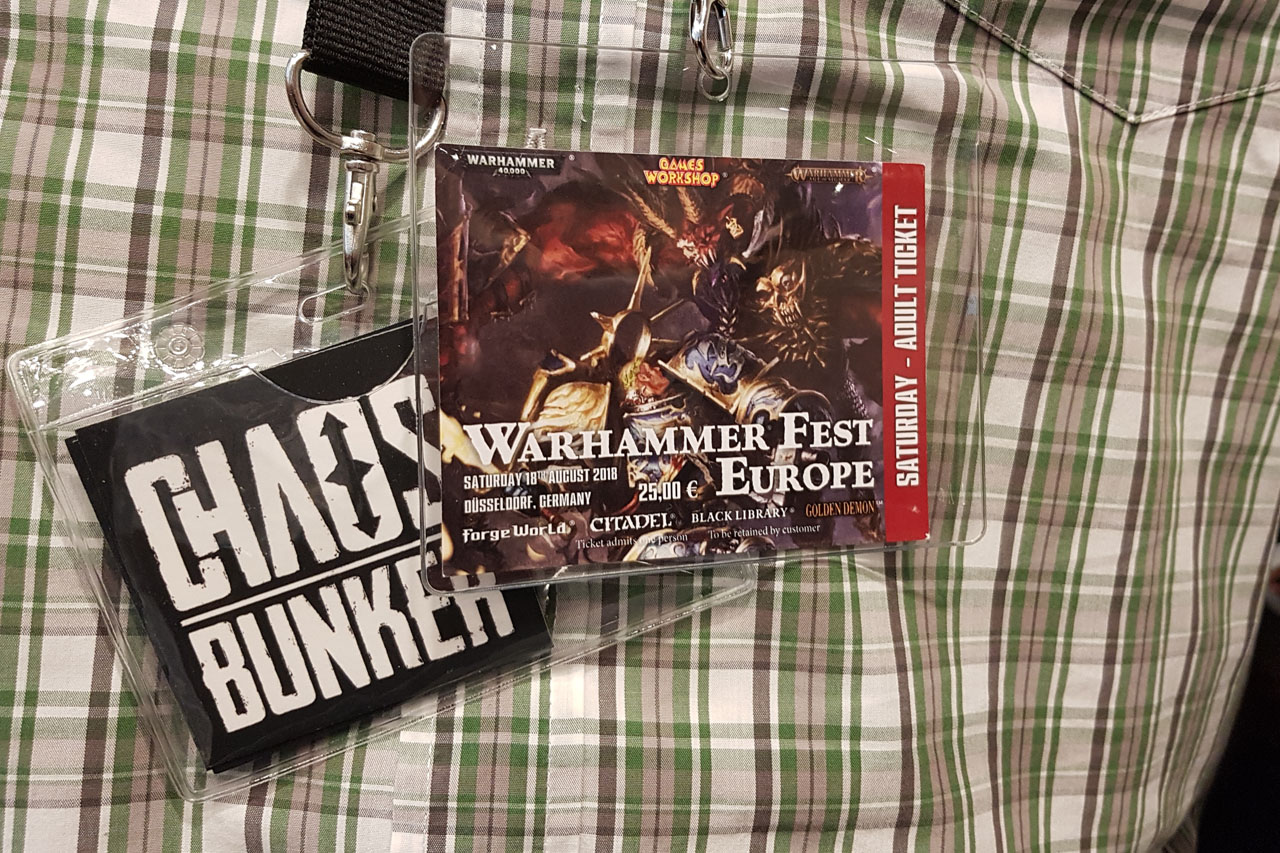 WARHAMMER
40,000
GAMES
WORKSHOP
WARHAMMER
WARHAMMER FEST
EUROPE
SATURDAY 18TH AUGUST 2018
DÜSSELDORF, GERMANY
25.00 €
forge World
CITADEL
BLACK LIBRARY
GOLDEN DEMON
Ticket admits one person
To be retained by customer
SATURDAY – ADULT TICKET
CHAOS
BUNKER